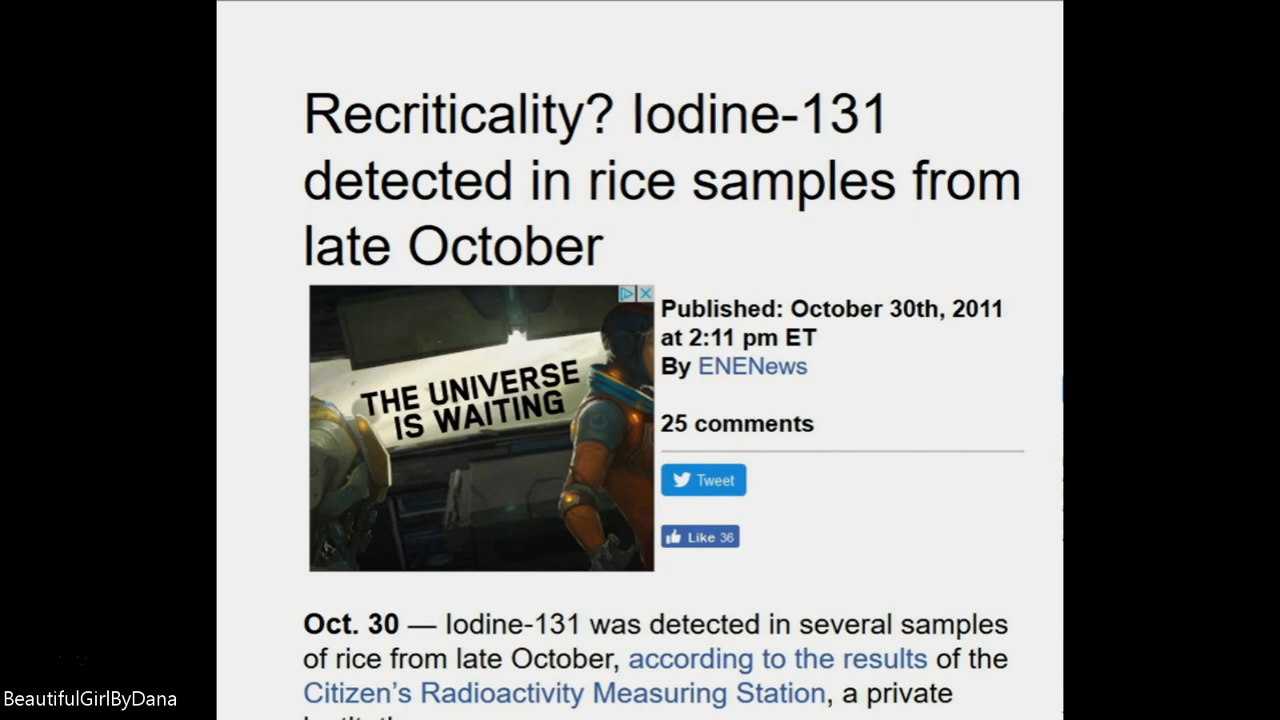 Recriticality? Iodine-131
detected in rice samples from
late October
THE UNIVERSE
IS WAITING
Published: October 30th, 2011
at 2:11 pm ET
By ENENews
25 comments
Tweet
Like 36
Oct. 30 — Iodine-131 was detected in several samples
of rice from late October, according to the results of the
Citizen’s Radioactivity Measuring Station, a private
BeautifulGirlByDana